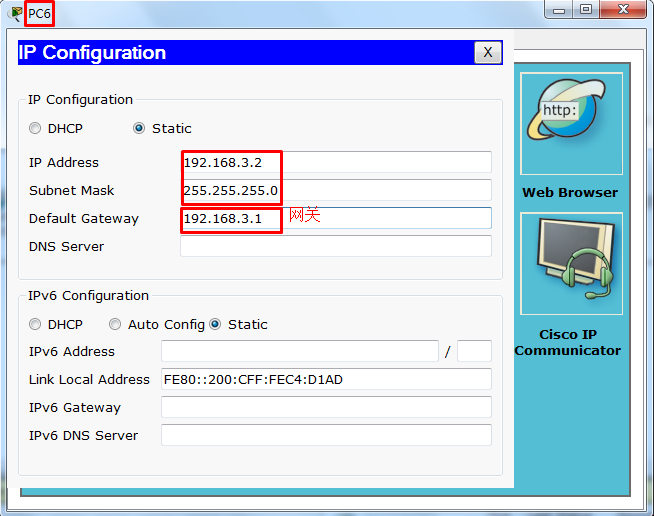 PC6
IP Configuration
X
IP Configuration
DHCP
Static
IP Address
192.168.3.2
Subnet Mask
255.255.255.0
Default Gateway
192.168.3.1
网关
DNS Server
IPv6 Configuration
DHCP
Auto Config
Static
IPv6 Address
/
Link Local Address
FE80::200:CFF:FEC4:D1AD
IPv6 Gateway
IPv6 DNS Server
http:
Web Browser
Cisco IP
Communicator